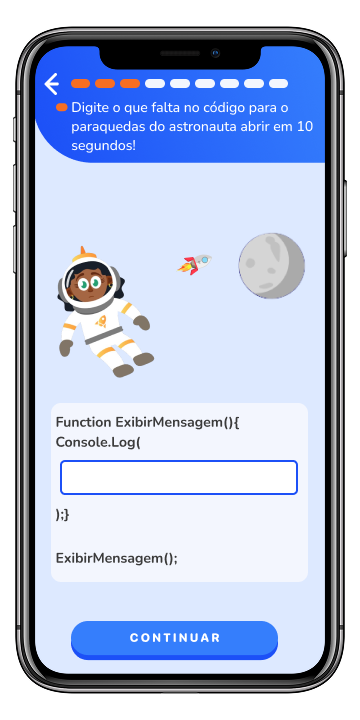 Digite o que falta no código para o
paraquedas do astronauta abrir em 10
segundos!
Function ExibirMensagem(){
Console.Log(
);}
ExibirMensagem();
CONTINUAR